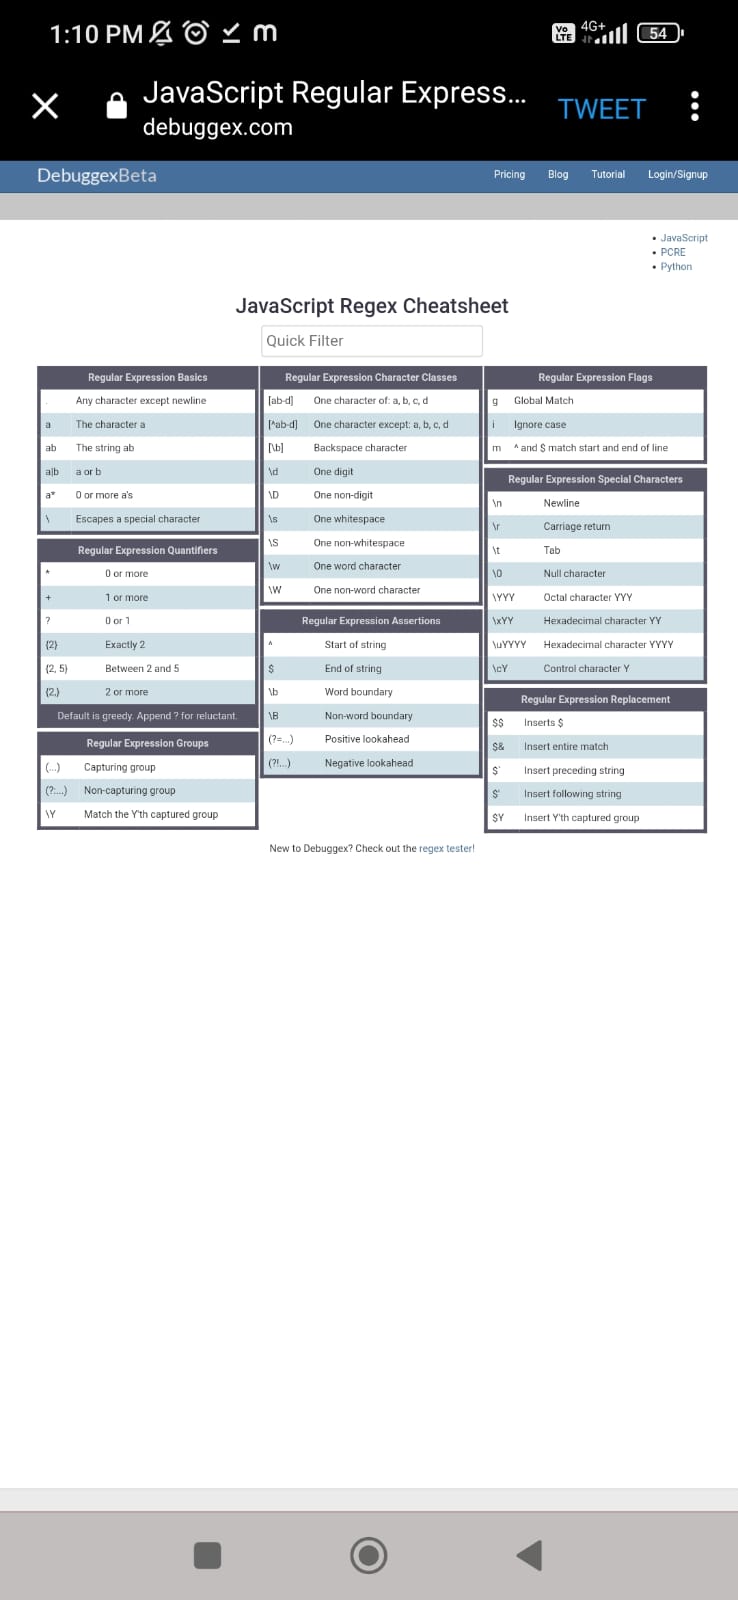 1:10 PM
Vo LTE 4G+ 54
JavaScript Regular Express...
debuggex.com
TWEET
DebuggexBeta
Pricing Blog Tutorial Login/Signup
• JavaScript
• PCRE
• Python
JavaScript Regex Cheatsheet
Quick Filter
Regular Expression Basics
. Any character except newline
a The character a
ab The string ab
a|b a or b
a* 0 or more a's
\ Escapes a special character
Regular Expression Quantifiers
* 0 or more
+ 1 or more
? 0 or 1
{2} Exactly 2
{2, 5} Between 2 and 5
{2,} 2 or more
Default is greedy. Append ? for reluctant.
Regular Expression Groups
(...) Capturing group
(?:...) Non-capturing group
\Y Match the Y'th captured group
Regular Expression Character Classes
[ab-d] One character of: a, b, c, d
[^ab-d] One character except: a, b, c, d
[\b] Backspace character
\d One digit
\D One non-digit
\s One whitespace
\S One non-whitespace
\w One word character
\W One non-word character
Regular Expression Assertions
^ Start of string
$ End of string
\b Word boundary
\B Non-word boundary
(?=...) Positive lookahead
(?!...) Negative lookahead
Regular Expression Flags
g Global Match
i Ignore case
m ^ and $ match start and end of line
Regular Expression Special Characters
\n Newline
\r Carriage return
\t Tab
\0 Null character
\YYY Octal character YYY
\xYY Hexadecimal character YY
\uYYYY Hexadecimal character YYYY
\cY Control character Y
Regular Expression Replacement
$$ Inserts $
$& Insert entire match
$` Insert preceding string
$' Insert following string
$Y Insert Y'th captured group
New to Debuggex? Check out the regex tester!